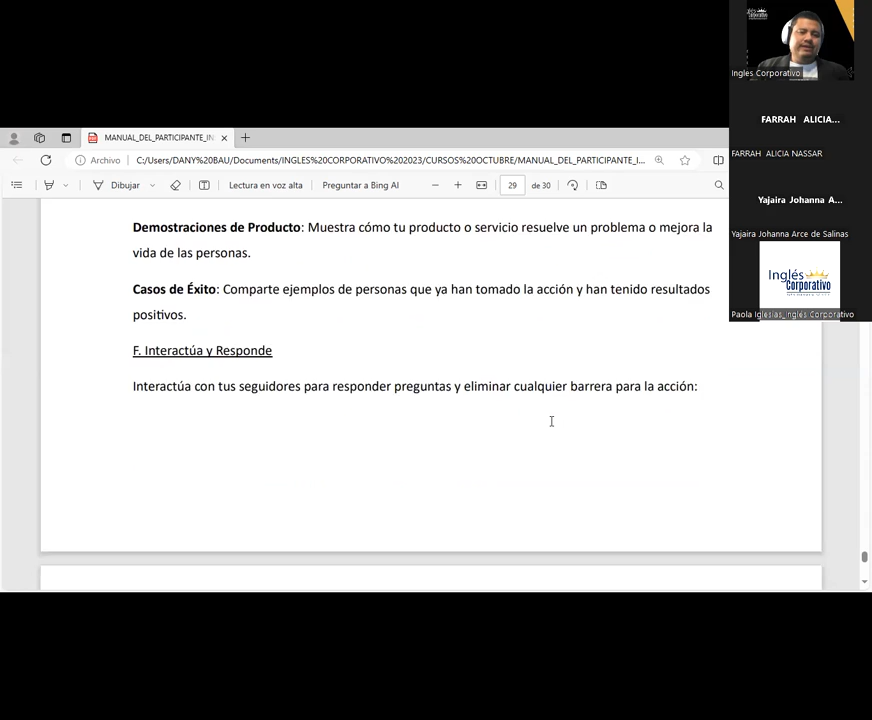 Inglés Corporativo
FARRAH ALICIA...
FARRAH ALICIA NASSAR
Yajaira Johanna A...
Yajaira Johanna Arce de Salinas
Inglés
Corporativo
Paola Iglesias_Inglés Corporativo
MANUAL_DEL_PARTICIPANTE_IN
Archivo C:/Users/DANY%20BAU/Documents/INGLES%20CORPORATIVO%202023/CURSOS%20OCTUBRE/MANUAL_DEL_PARTICIPANTE_I...
Dibujar Lectura en voz alta Preguntar a Bing AI 29 de 30
Demostraciones de Producto: Muestra cómo tu producto o servicio resuelve un problema o mejora la
vida de las personas.
Casos de Éxito: Comparte ejemplos de personas que ya han tomado la acción y han tenido resultados
positivos.
F. Interactúa y Responde
Interactúa con tus seguidores para responder preguntas y eliminar cualquier barrera para la acción: